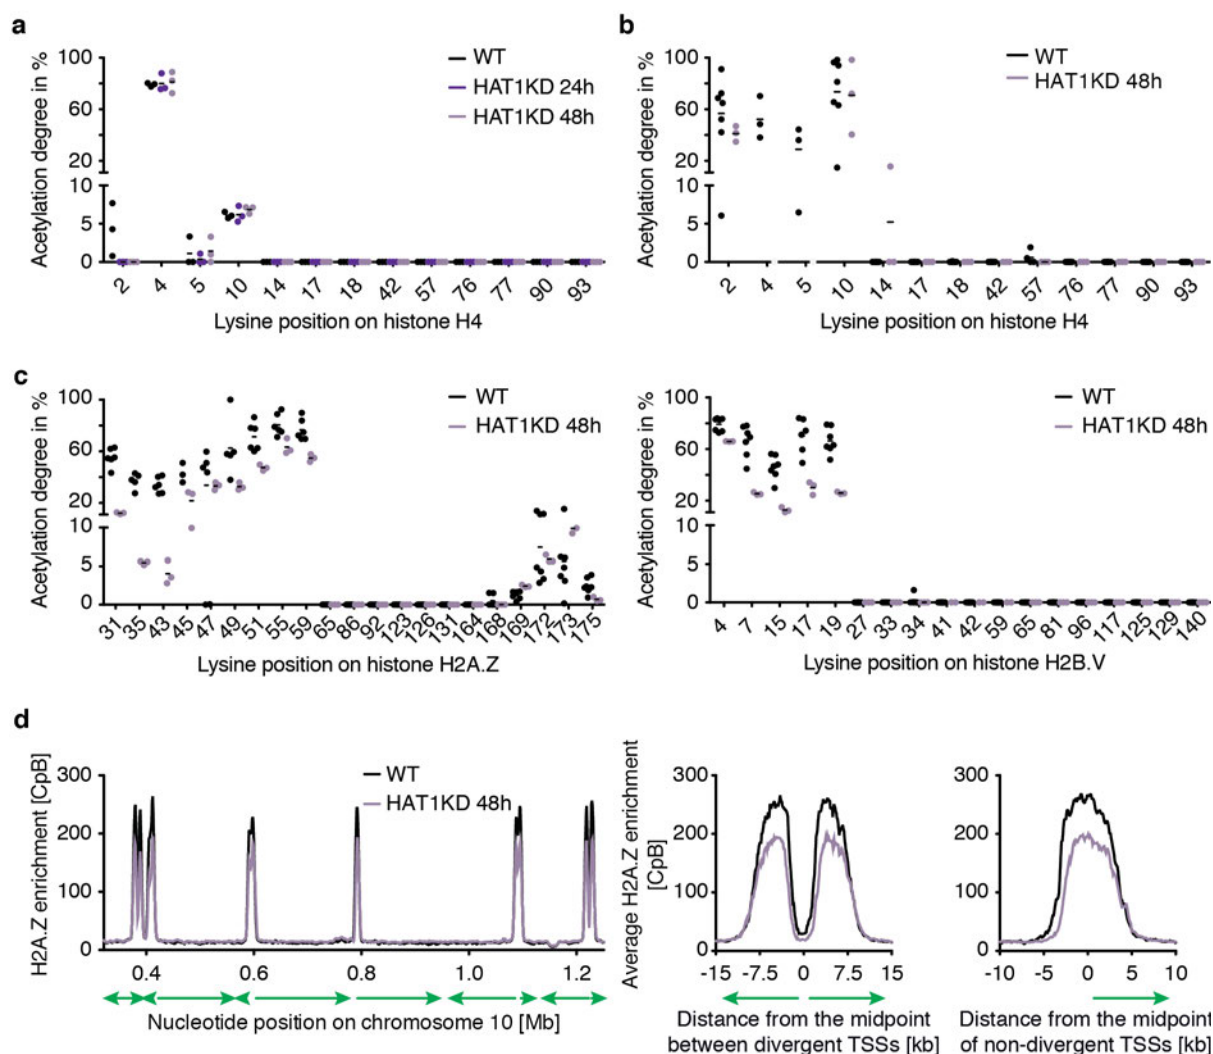 a
Acetylation degree in %
100
60
20
10
5
0
WT
HAT1KD 24h
HAT1KD 48h
2 4 5 10 14 17 18 42 57 76 77 90 93
Lysine position on histone H4
b
Acetylation degree in %
100
60
20
10
5
0
WT
HAT1KD 48h
2 4 5 10 14 17 18 42 57 76 77 90 93
Lysine position on histone H4
c
Acetylation degree in %
100
60
20
10
5
0
WT
HAT1KD 48h
31 35 43 45 47 49 51 55 59 65 86 92 123 126 131 164 168 169 172 173 175
Lysine position on histone H2A.Z
Acetylation degree in %
100
60
20
10
5
0
WT
HAT1KD 48h
4 7 15 17 19 27 33 34 41 42 59 65 81 96 117 125 129 140
Lysine position on histone H2B.V
d
H2A.Z enrichment [CpB]
300
200
100
0
WT
HAT1KD 48h
0.4 0.6 0.8 1.0 1.2
Nucleotide position on chromosome 10 [Mb]
Average H2A.Z enrichment
[CpB]
300
200
100
0
-15 -7.5 0 7.5 15
Distance from the midpoint
between divergent TSSs [kb]
300
200
100
0
-10 -5 0 5 10
Distance from the midpoint
of non-divergent TSSs [kb]